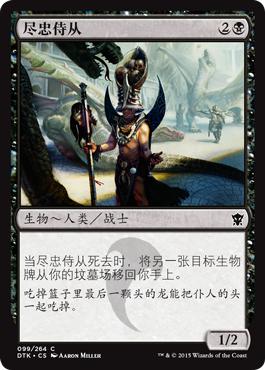 尽忠侍从
2
生物～人类／战士
当尽忠侍从死去时，将另一张目标生物
牌从你的坟墓场移回你手上。
吃掉篮子里最后一颗头的龙能把仆人的头
一起吃掉。
1/2
099/264 C
DTK • CS AARON MILLER
™ & © 2015 Wizards of the Coast